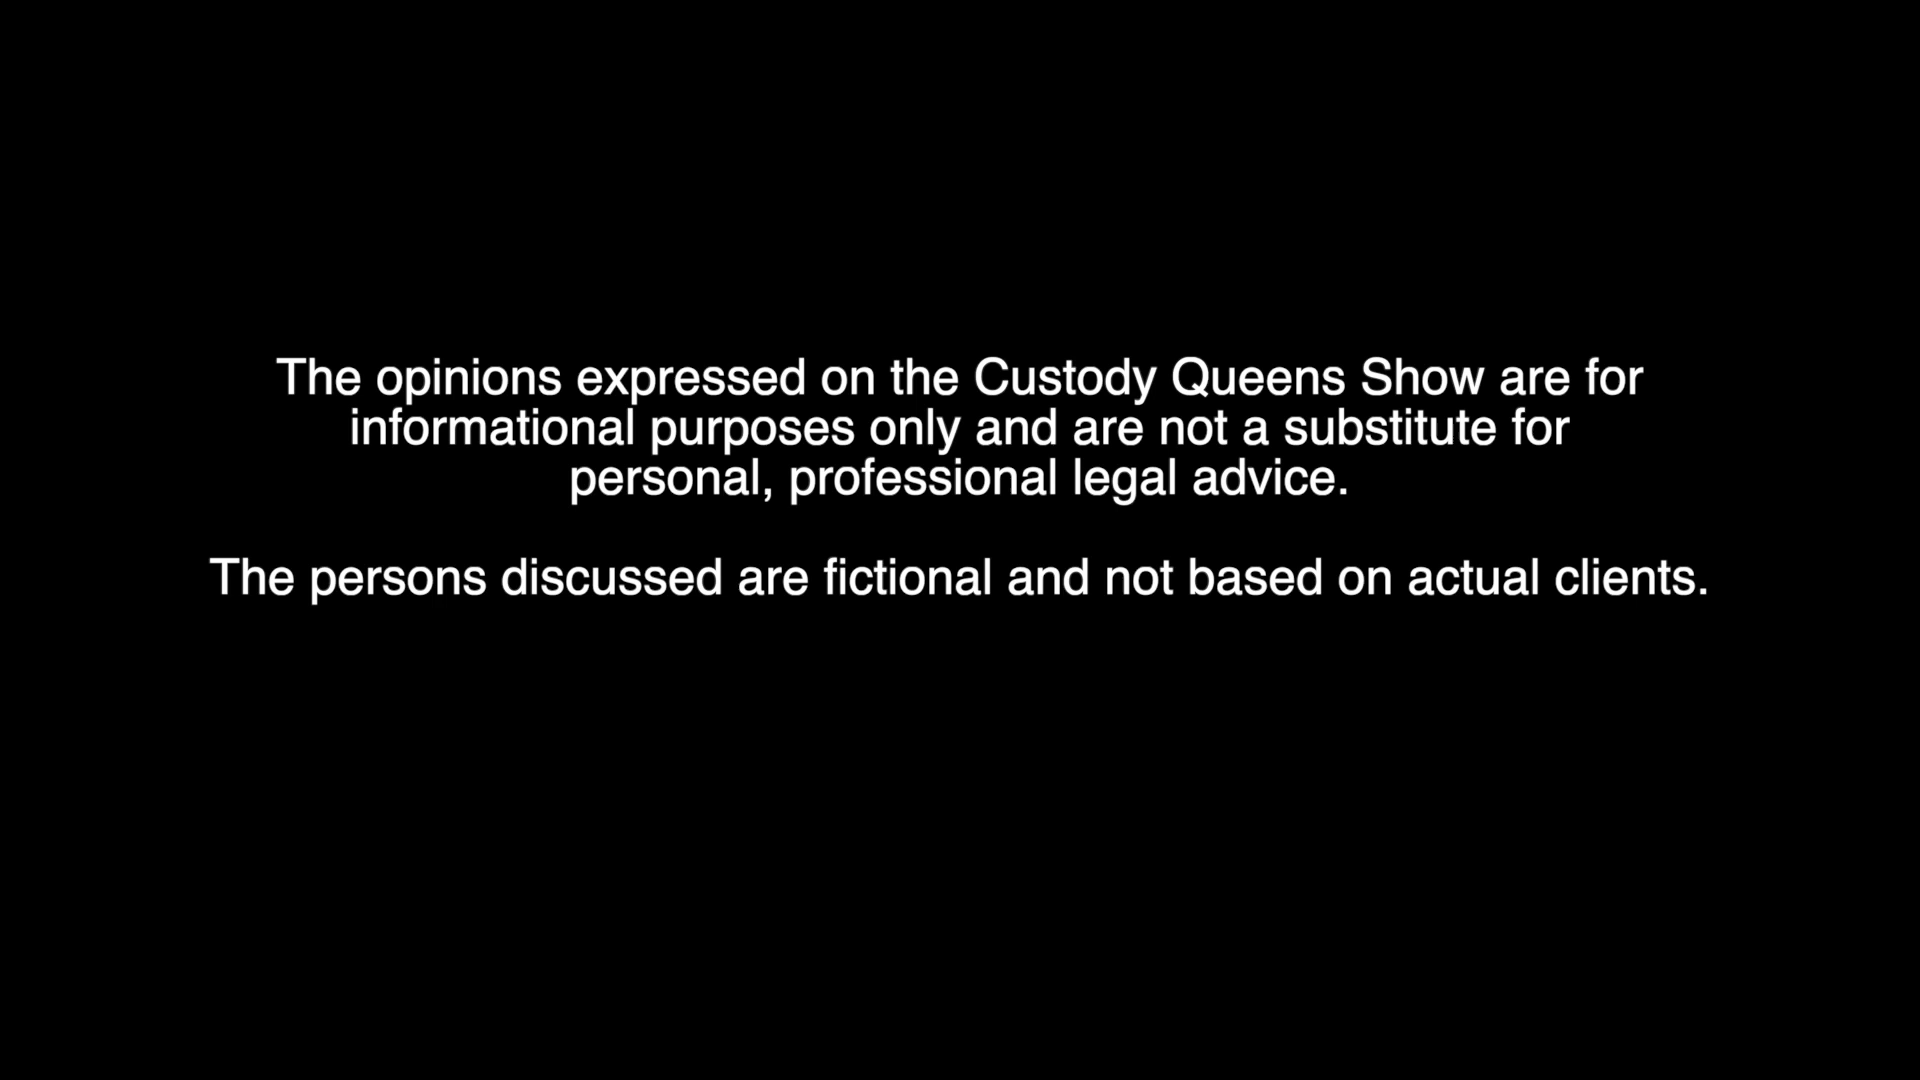 The opinions expressed on the Custody Queens Show are for
informational purposes only and are not a substitute for
personal, professional legal advice.
The persons discussed are fictional and not based on actual clients.